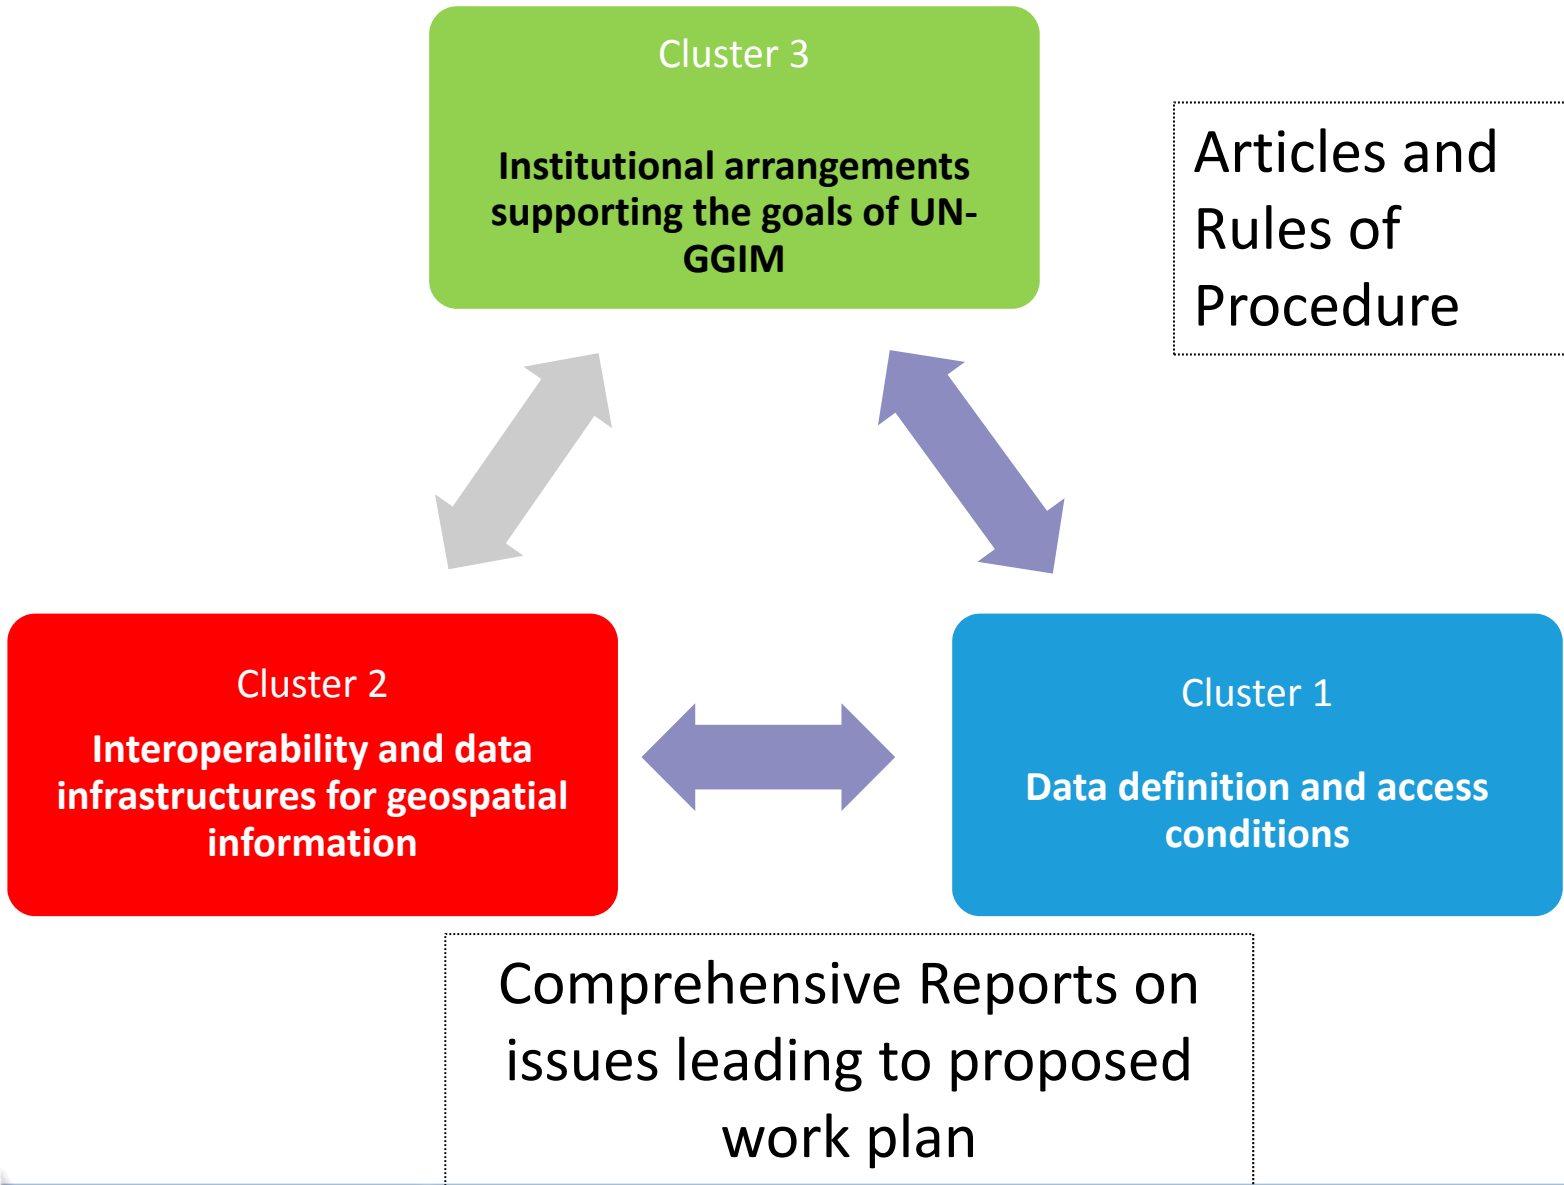 Cluster 3
Institutional arrangements
supporting the goals of UN-
GGIM
Articles and
Rules of
Procedure
Cluster 2
Interoperability and data
infrastructures for geospatial
information
Cluster 1
Data definition and access
conditions
Comprehensive Reports on
issues leading to proposed
work plan